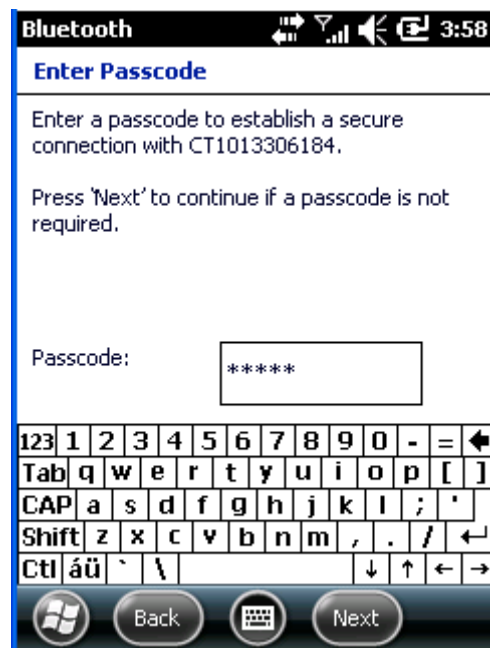 Bluetooth 3:58
Enter Passcode
Enter a passcode to establish a secure
connection with CT1013306184.
Press 'Next' to continue if a passcode is not
required.
Passcode: *****
123 1 2 3 4 5 6 7 8 9 0 - = 🡄
Tab q w e r t y u i o p [ ]
CAP a s d f g h j k l ; '
Shift z x c v b n m , . / ↵
Ctl áü ` \ ↓ ↑ ← →
Back Next